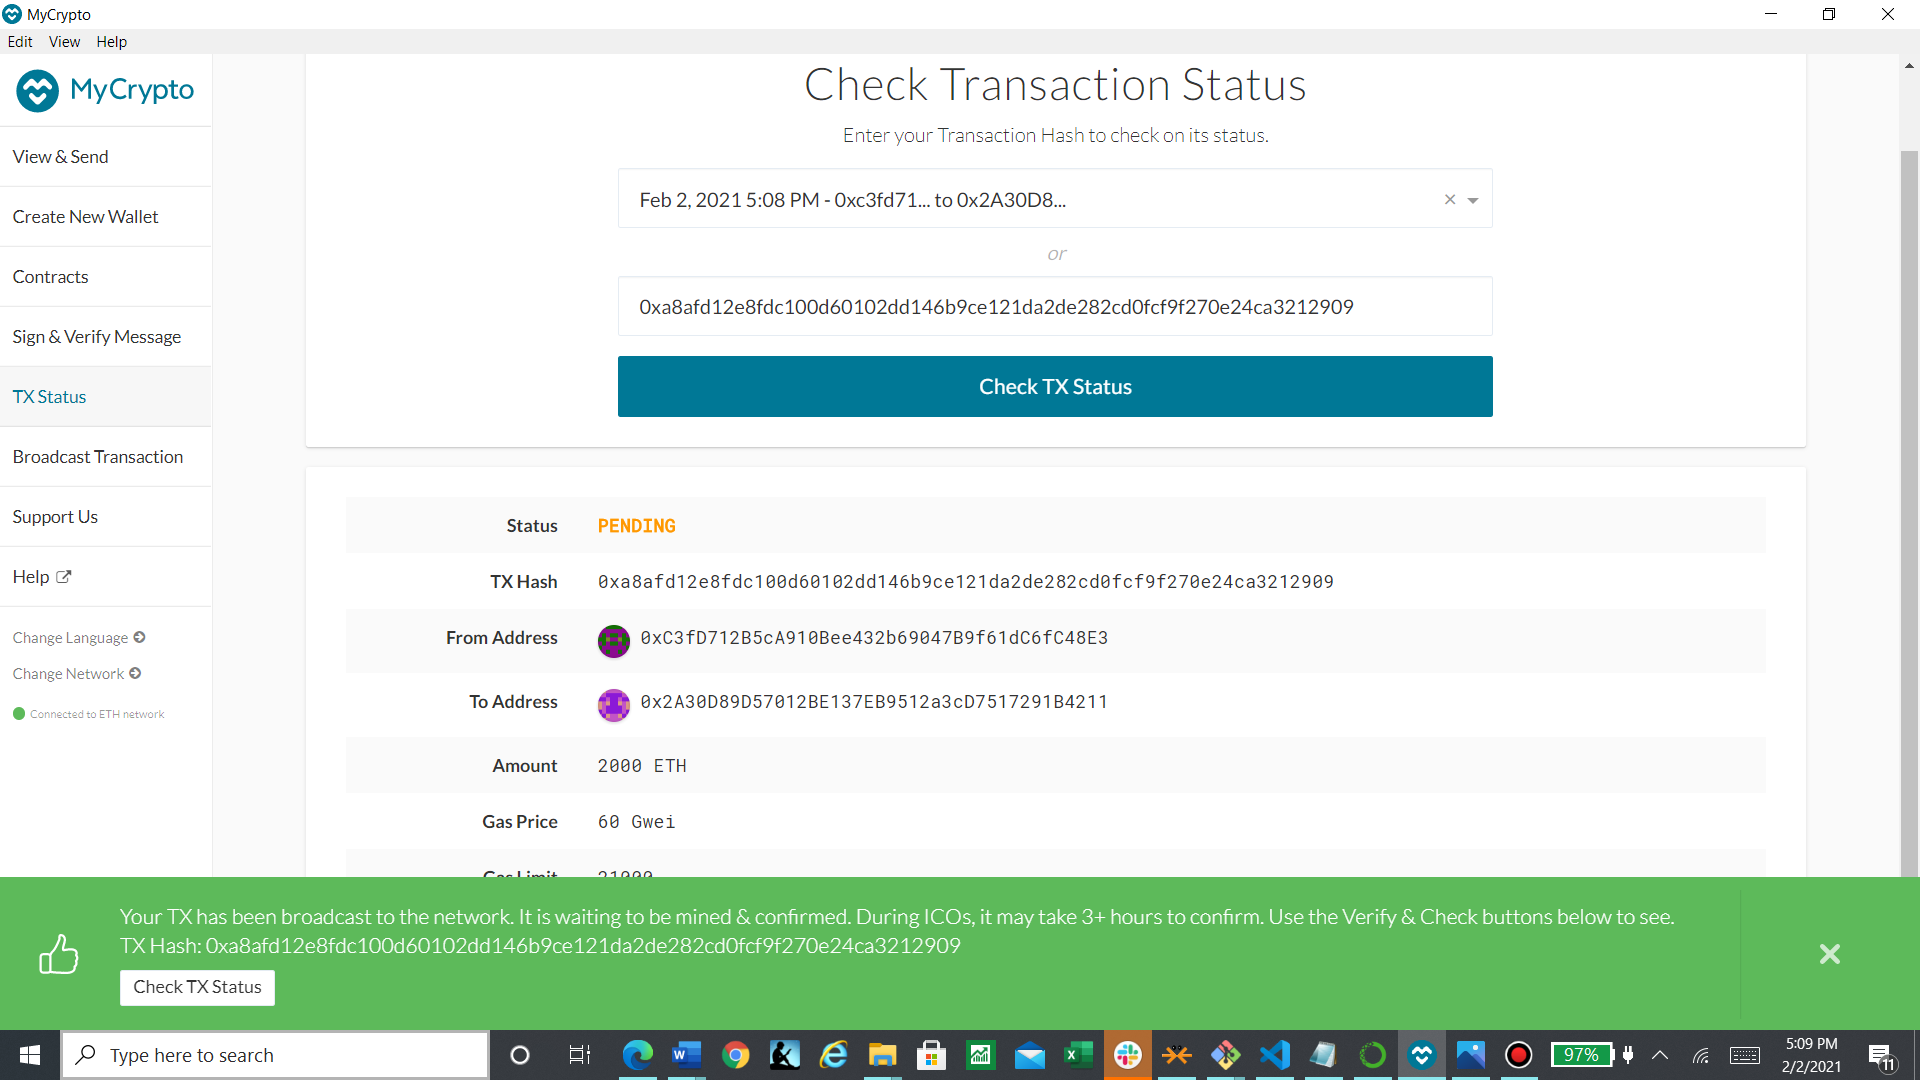 MyCrypto
Edit View Help
MyCrypto
View & Send
Create New Wallet
Contracts
Sign & Verify Message
TX Status
Broadcast Transaction
Support Us
Help
Change Language
Change Network
Connected to ETH network
Check Transaction Status
Enter your Transaction Hash to check on its status.
Feb 2, 2021 5:08 PM - 0xc3fd71... to 0x2A30D8...
or
0xa8afd12e8fdc100d60102dd146b9ce121da2de282cd0fcf9f270e24ca3212909
Check TX Status
Status PENDING
TX Hash 0xa8afd12e8fdc100d60102dd146b9ce121da2de282cd0fcf9f270e24ca3212909
From Address 0xC3fD712B5cA910Bee432b69047B9f61dC6fC48E3
To Address 0x2A30D89D57012BE137EB9512a3cD7517291B4211
Amount 2000 ETH
Gas Price 60 Gwei
Gas Limit 21000
Your TX has been broadcast to the network. It is waiting to be mined & confirmed. During ICOs, it may take 3+ hours to confirm. Use the Verify & Check buttons below to see.
TX Hash: 0xa8afd12e8fdc100d60102dd146b9ce121da2de282cd0fcf9f270e24ca3212909
Check TX Status
Type here to search
97%
5:09 PM
2/2/2021
11